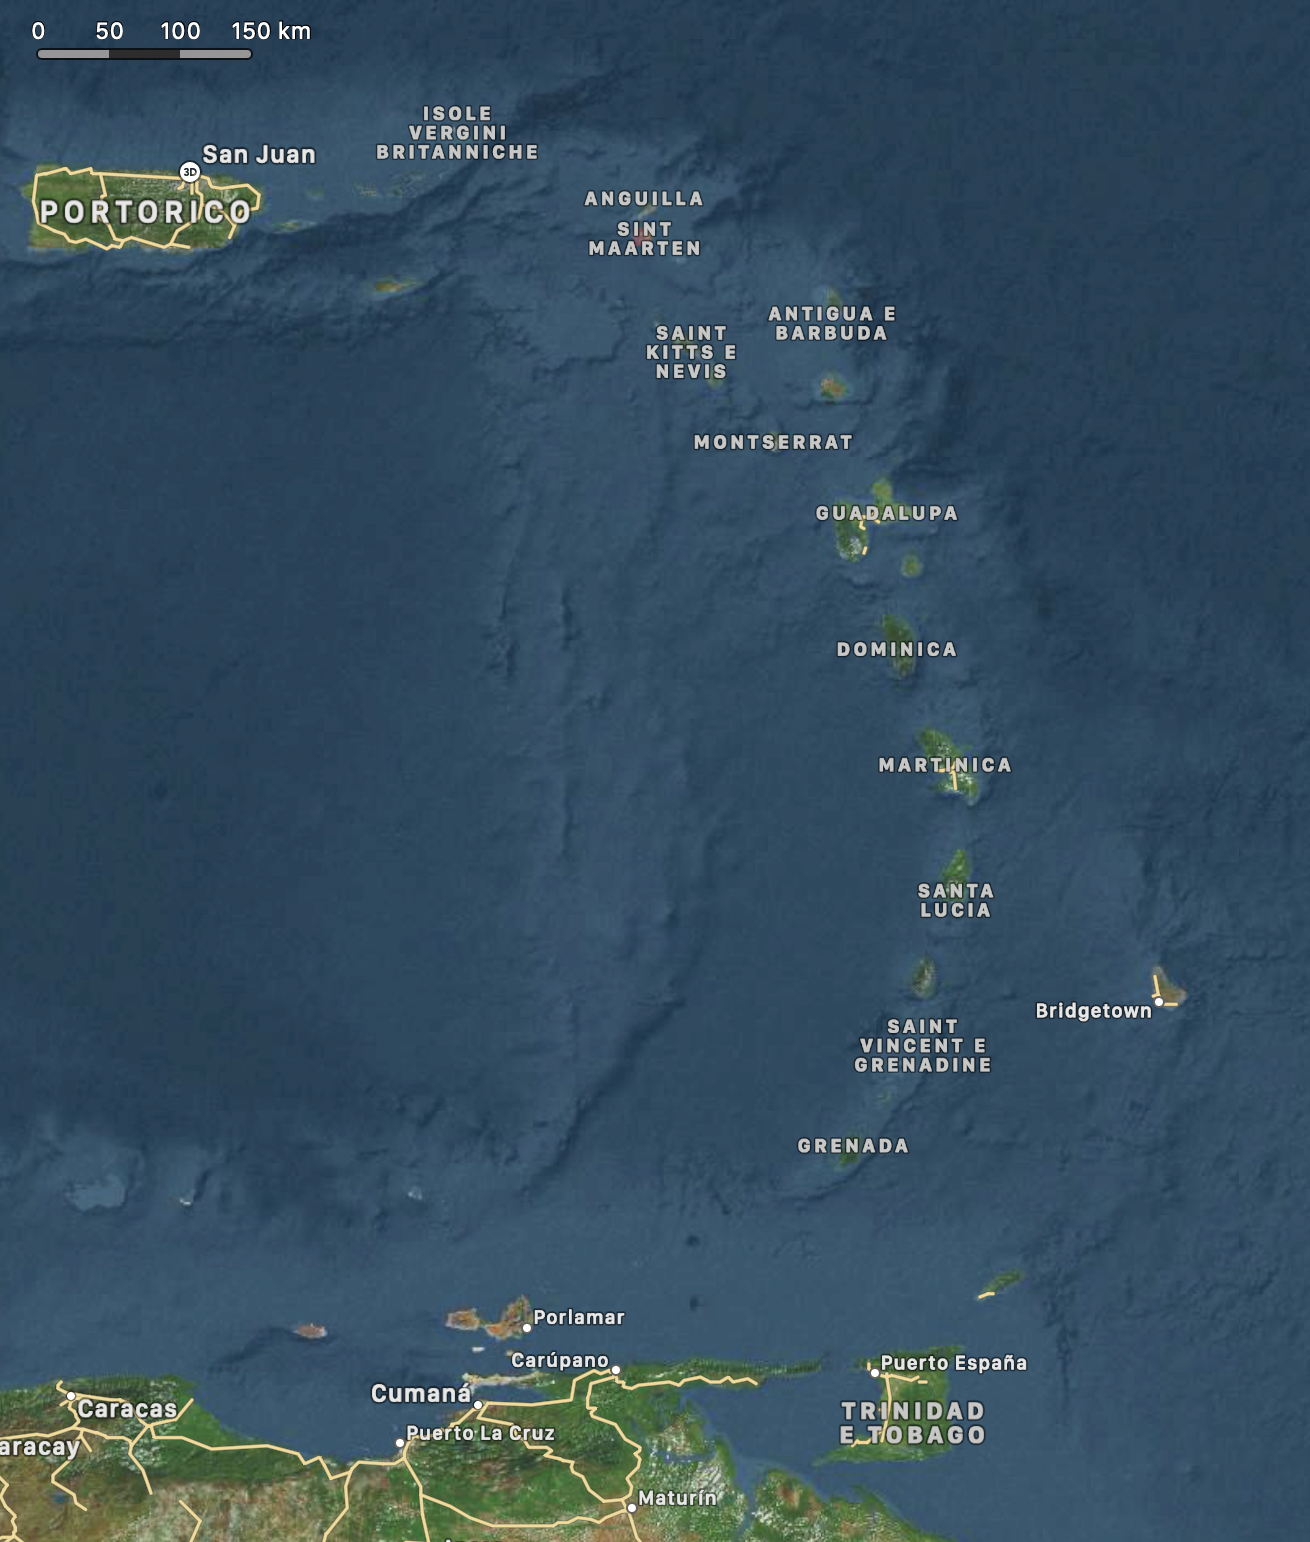 0 50 100 150 km
ISOLE
VERGINI
BRITANNICHE
San Juan
3D
PORTORICO
ANGUILLA
SINT
MAARTEN
ANTIGUA E
BARBUDA
SAINT
KITTS E
NEVIS
MONTSERRAT
GUADALUPA
DOMINICA
MARTINICA
SANTA
LUCIA
Bridgetown
SAINT
VINCENT E
GRENADINE
GRENADA
Porlamar
Carúpano
Puerto España
Cumaná
Caracas
TRINIDAD
E TOBAGO
Puerto La Cruz
aracay
Maturín